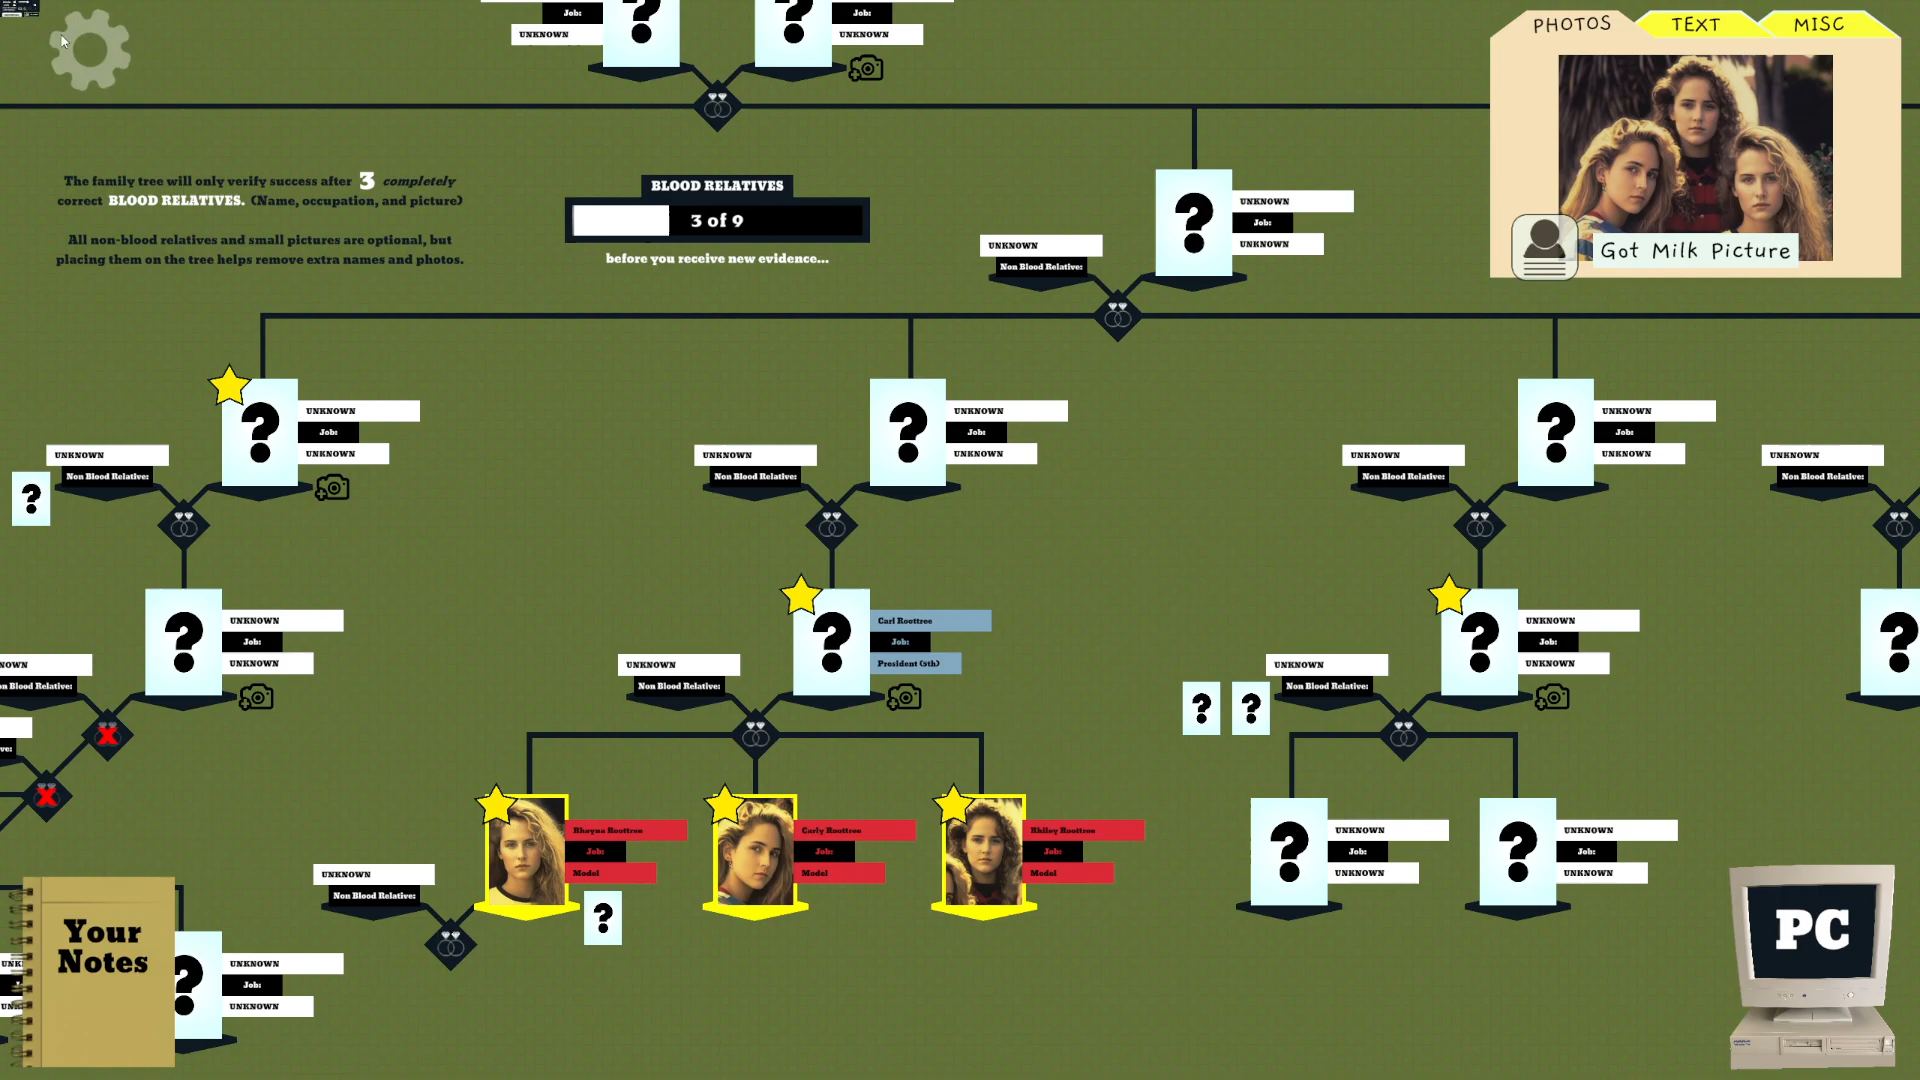 Job:
Job:
UNKNOWN
UNKNOWN
PHOTOS
TEXT
MISC
The family tree will only verify success after 3 completely
correct BLOOD RELATIVES. (Name, occupation, and picture)
All non-blood relatives and small pictures are optional, but
placing them on the tree helps remove extra names and photos.
BLOOD RELATIVES
3 of 9
before you receive new evidence...
UNKNOWN
Job:
UNKNOWN
UNKNOWN
Non Blood Relative:
Got Milk Picture
UNKNOWN
Job:
UNKNOWN
UNKNOWN
Non Blood Relative:
UNKNOWN
Job:
UNKNOWN
UNKNOWN
Non Blood Relative:
UNKNOWN
Job:
UNKNOWN
UNKNOWN
Non Blood Relative:
UNKNOWN
Non Blood Relative:
UNKNOWN
Job:
UNKNOWN
Carl Roottree
Job:
President (5th)
UNKNOWN
Non Blood Relative:
UNKNOWN
Job:
UNKNOWN
UNKNOWN
Non Blood Relative:
Rhayna Roottree
Job:
Model
Carly Roottree
Job:
Model
Rhiley Roottree
Job:
Model
UNKNOWN
Job:
UNKNOWN
UNKNOWN
Job:
UNKNOWN
UNKNOWN
Non Blood Relative:
Your
Notes
UNKNOWN
Job:
UNKNOWN
PC